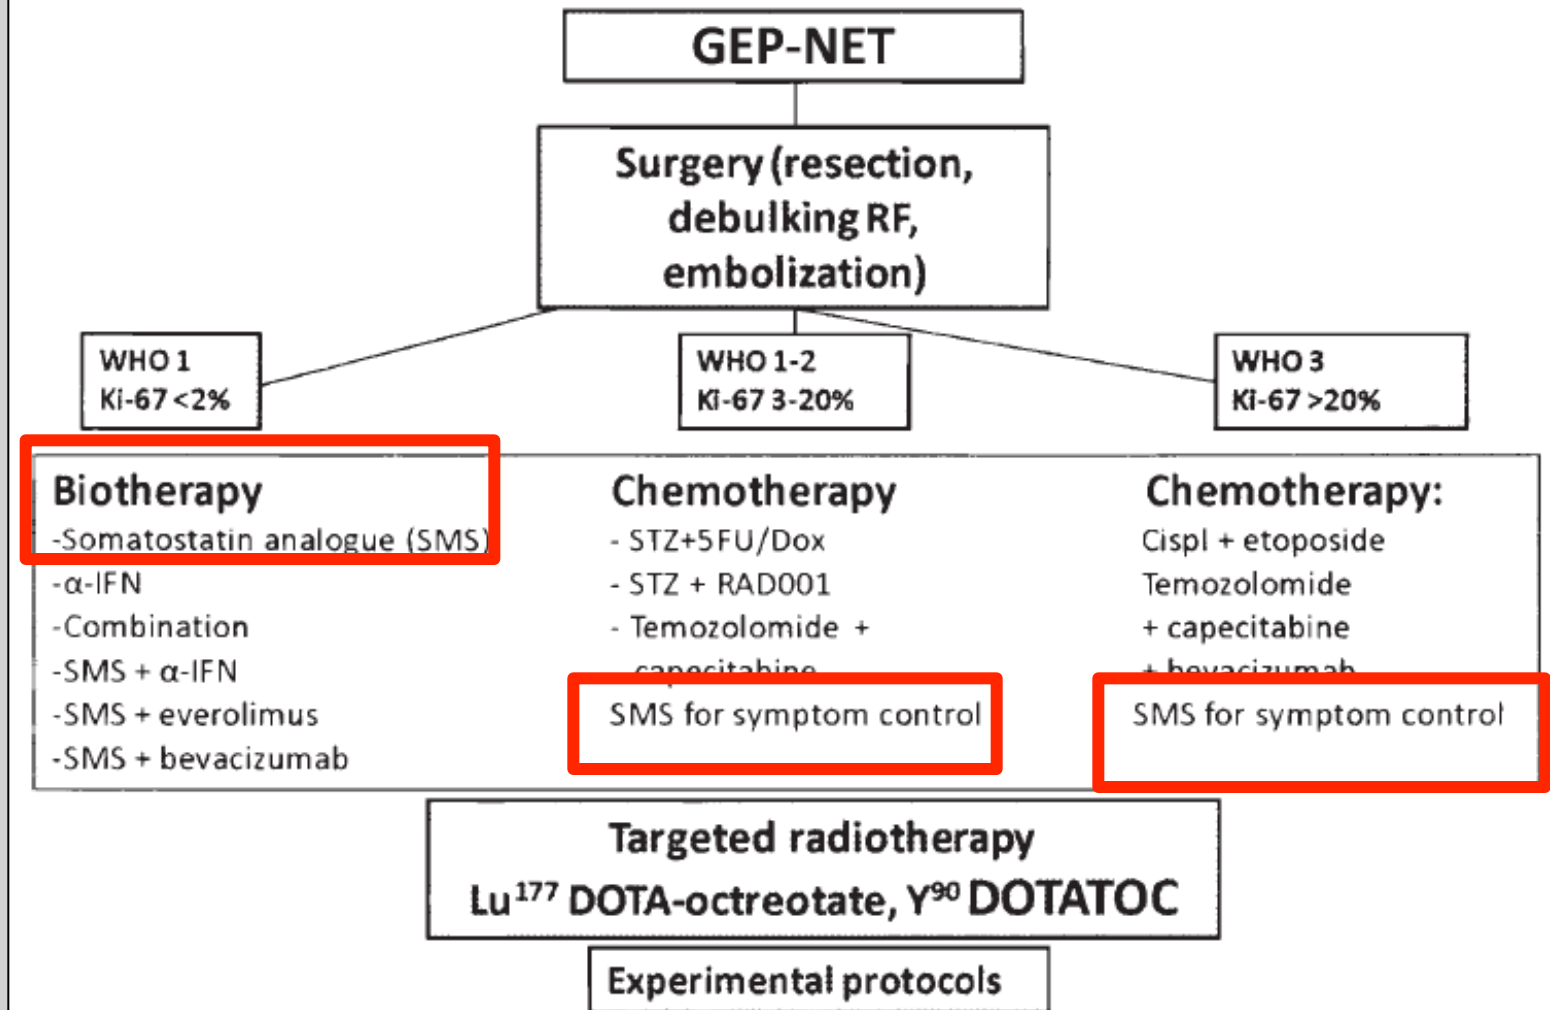 GEP-NET
Surgery (resection,
debulking RF,
embolization)
WHO 1
Ki-67 <2%
WHO 1-2
Ki-67 3-20%
WHO 3
Ki-67 >20%
Biotherapy
-Somatostatin analogue (SMS)
-α-IFN
-Combination
-SMS + α-IFN
-SMS + everolimus
-SMS + bevacizumab
Chemotherapy
- STZ+5FU/Dox
- STZ + RAD001
- Temozolomide +
capecitabine
SMS for symptom control
Chemotherapy:
Cispl + etoposide
Temozolomide
+ capecitabine
+ bevacizumab
SMS for symptom control
Targeted radiotherapy
Lu¹⁷⁷ DOTA-octreotate, Y⁹⁰ DOTATOC
Experimental protocols